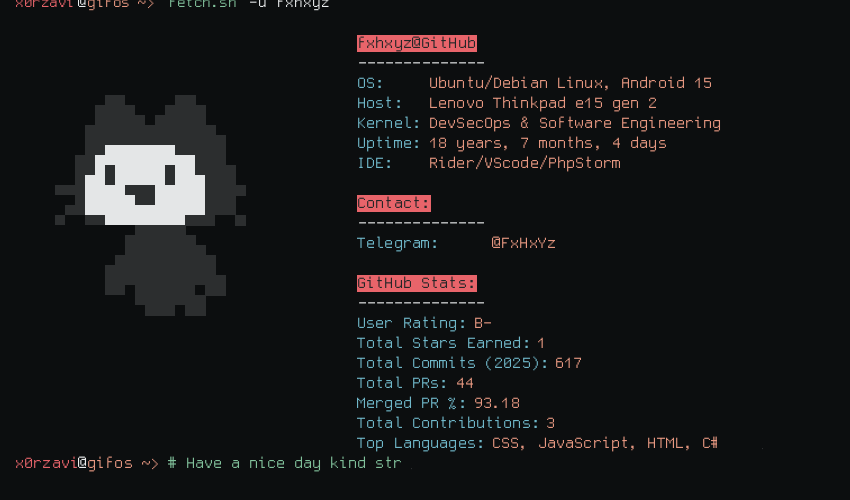 x0rzavi@gifos ~> fetch.sh -u fxhxyz
fxhxyz@GitHub
--------------
OS: Ubuntu/Debian Linux, Android 15
Host: Lenovo Thinkpad e15 gen 2
Kernel: DevSecOps & Software Engineering
Uptime: 18 years, 7 months, 4 days
IDE: Rider/VScode/PhpStorm
Contact:
--------------
Telegram: @FxHxYz
GitHub Stats:
--------------
User Rating: B-
Total Stars Earned: 1
Total Commits (2025): 617
Total PRs: 44
Merged PR %: 93.18
Total Contributions: 3
Top Languages: CSS, JavaScript, HTML, C#
x0rzavi@gifos ~> # Have a nice day kind str